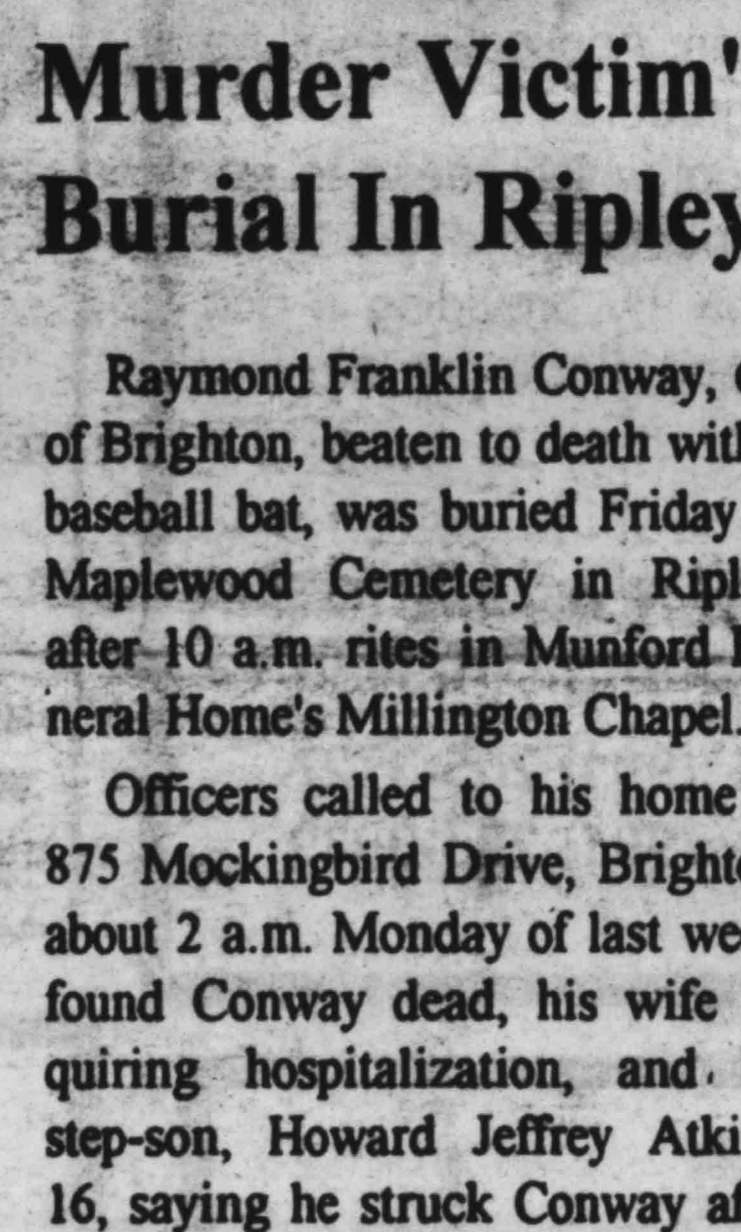 Murder Victim'
Burial In Ripley
Raymond Franklin Conway,
of Brighton, beaten to death with
baseball bat, was buried Friday
Maplewood Cemetery in Ripl
after 10 a.m. rites in Munford
neral Home's Millington Chapel.
Officers called to his home
875 Mockingbird Drive, Brighto
about 2 a.m. Monday of last we
found Conway dead, his wife
quiring hospitalization, and
step-son, Howard Jeffrey Atki
16, saying he struck Conway af